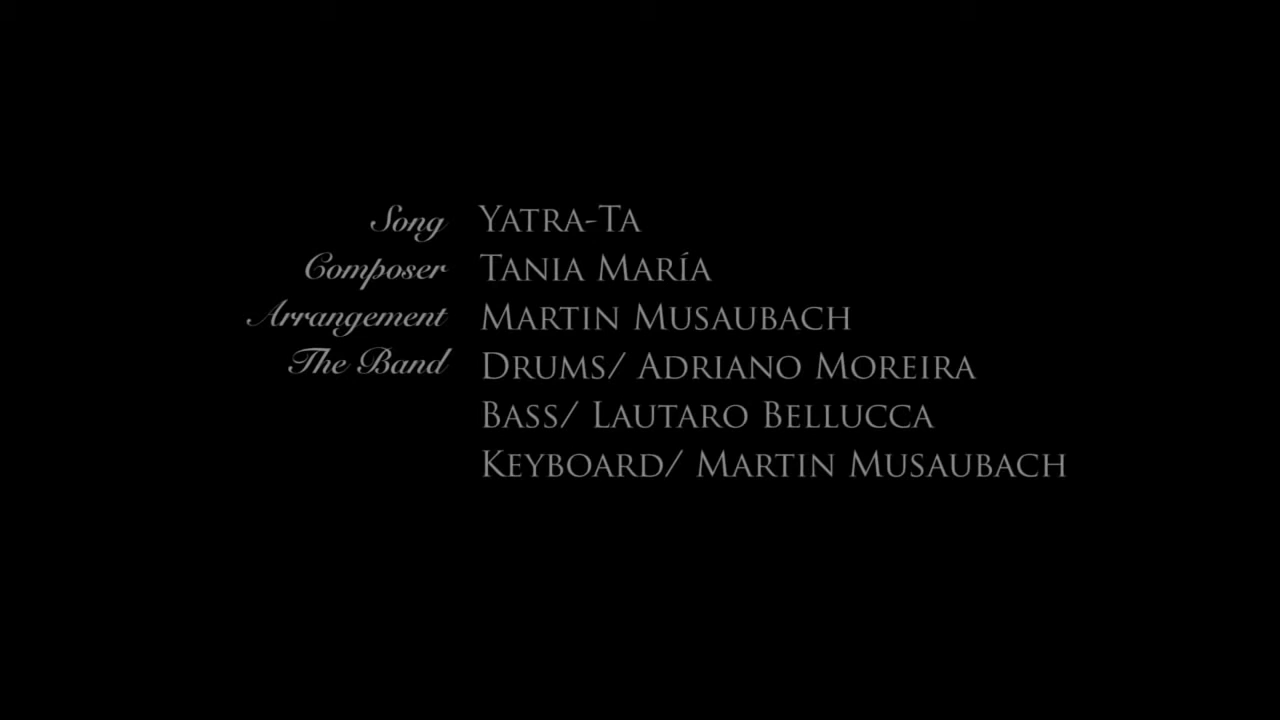 Song Yatra-Ta
Composer Tania María
Arrangement Martin Musaubach
The Band Drums/ Adriano Moreira
Bass/ Lautaro Bellucca
Keyboard/ Martin Musaubach